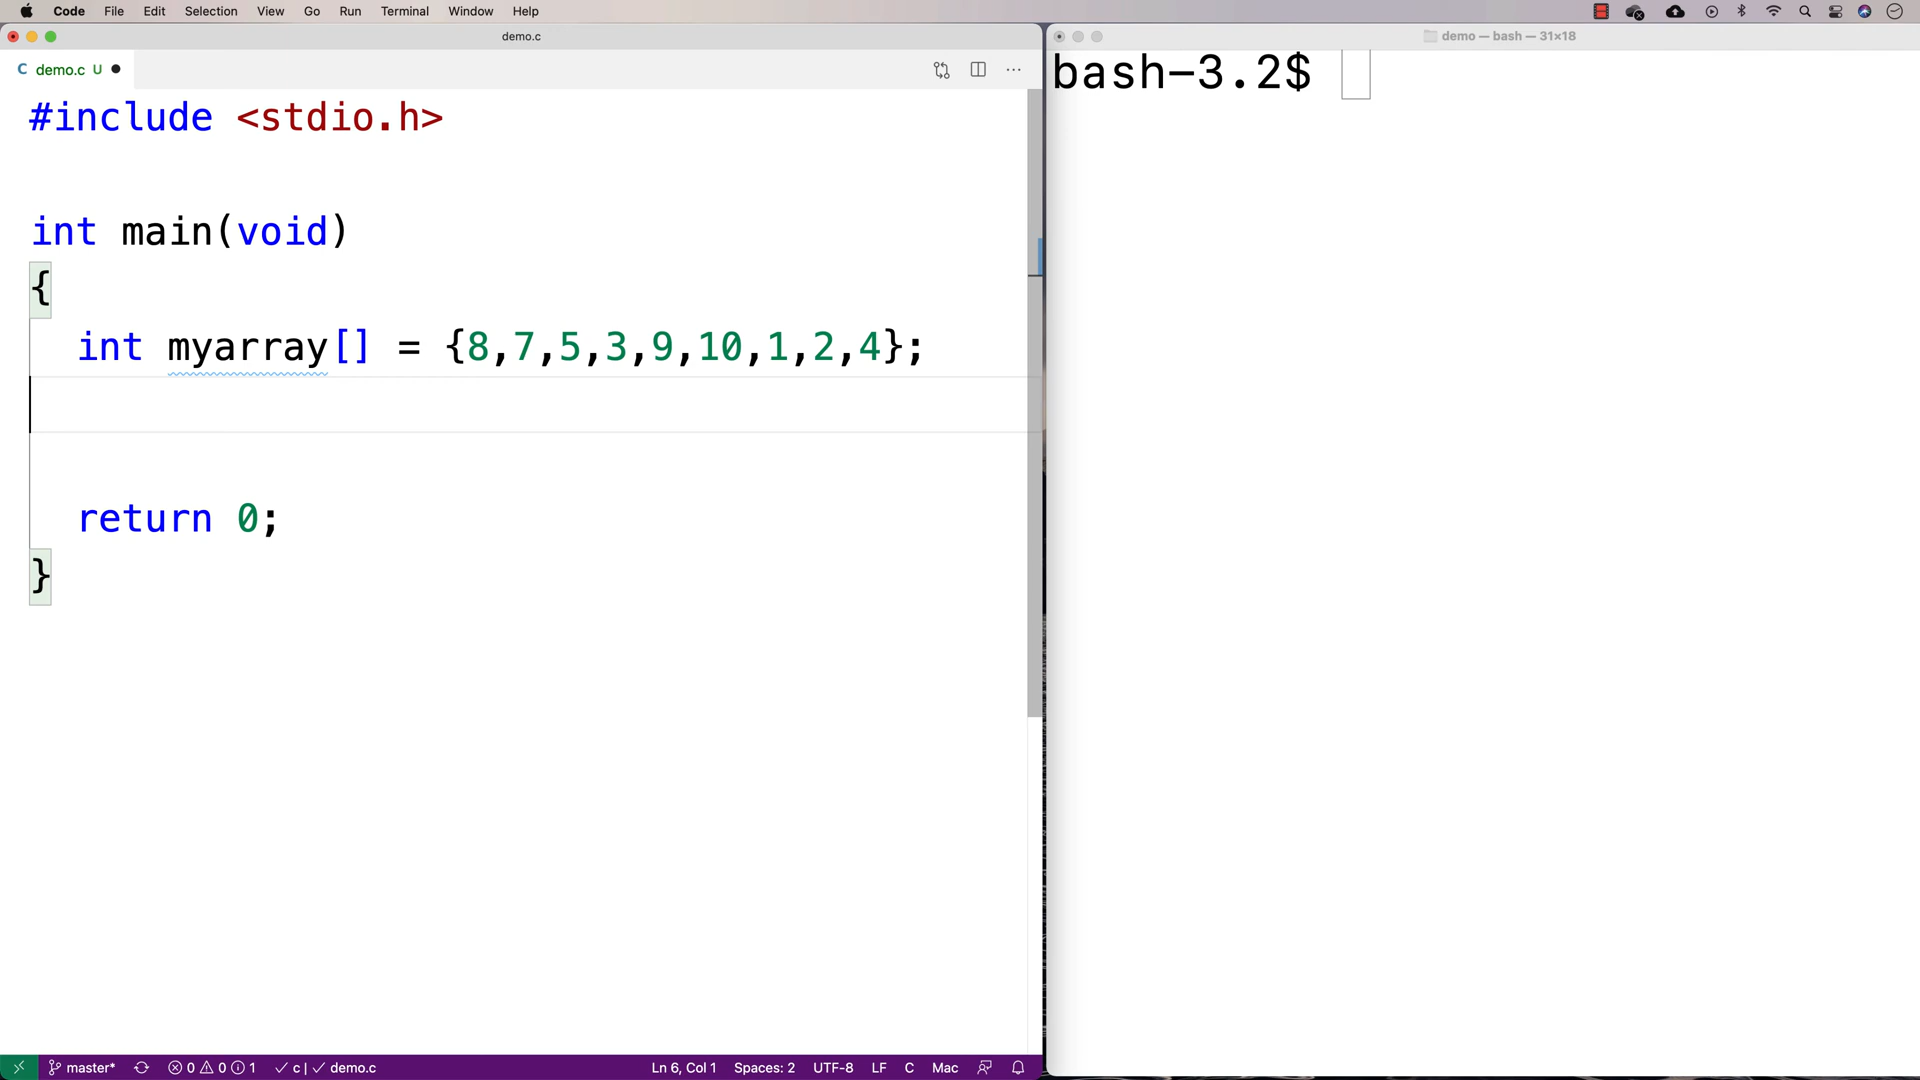 Code File Edit Selection View Go Run Terminal Window Help
demo.c
demo — bash — 31×18
C demo.c U
bash-3.2$
#include <stdio.h>
int main(void)
{
int myarray[] = {8,7,5,3,9,10,1,2,4};
return 0;
}
master* 0 0 1 c | demo.c Ln 6, Col 1 Spaces: 2 UTF-8 LF C Mac